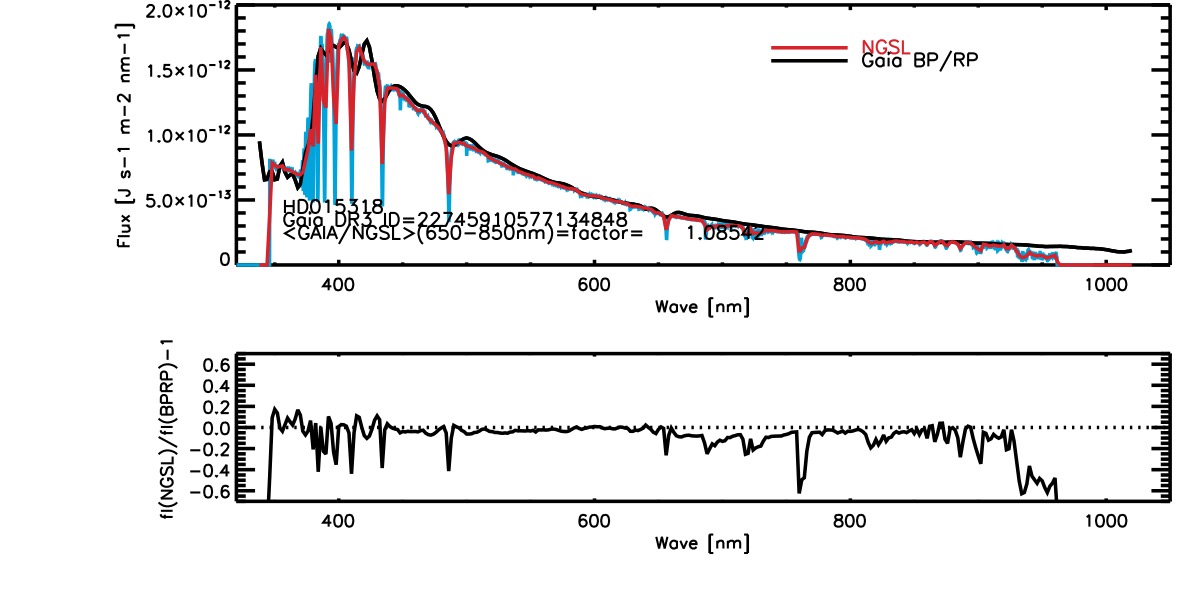 2.0×10−12
1.5×10−12
1.0×10−12
5.0×10−13
0
Flux [J s−1 m−2 nm−1]
NGSL
Gaia BP/RP
HD015318
Gaia DR3 ID=22745910577134848
<GAIA/NGSL>(650−850nm)=factor= 1.08542
400 600 800 1000
Wave [nm]
fl(NGSL)/fl(BPRP)−1
0.6
0.4
0.2
0.0
−0.2
−0.4
−0.6
400 600 800 1000
Wave [nm]